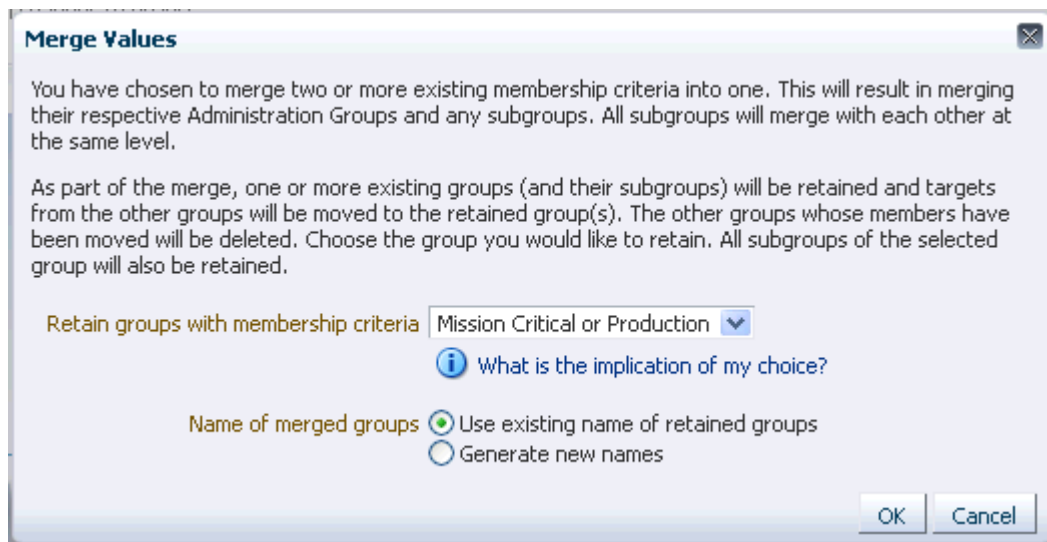 Merge Values
You have chosen to merge two or more existing membership criteria into one. This will result in merging
their respective Administration Groups and any subgroups. All subgroups will merge with each other at
the same level.
As part of the merge, one or more existing groups (and their subgroups) will be retained and targets
from the other groups will be moved to the retained group(s). The other groups whose members have
been moved will be deleted. Choose the group you would like to retain. All subgroups of the selected
group will also be retained.
Retain groups with membership criteria Mission Critical or Production
What is the implication of my choice?
Name of merged groups Use existing name of retained groups
Generate new names
OK Cancel